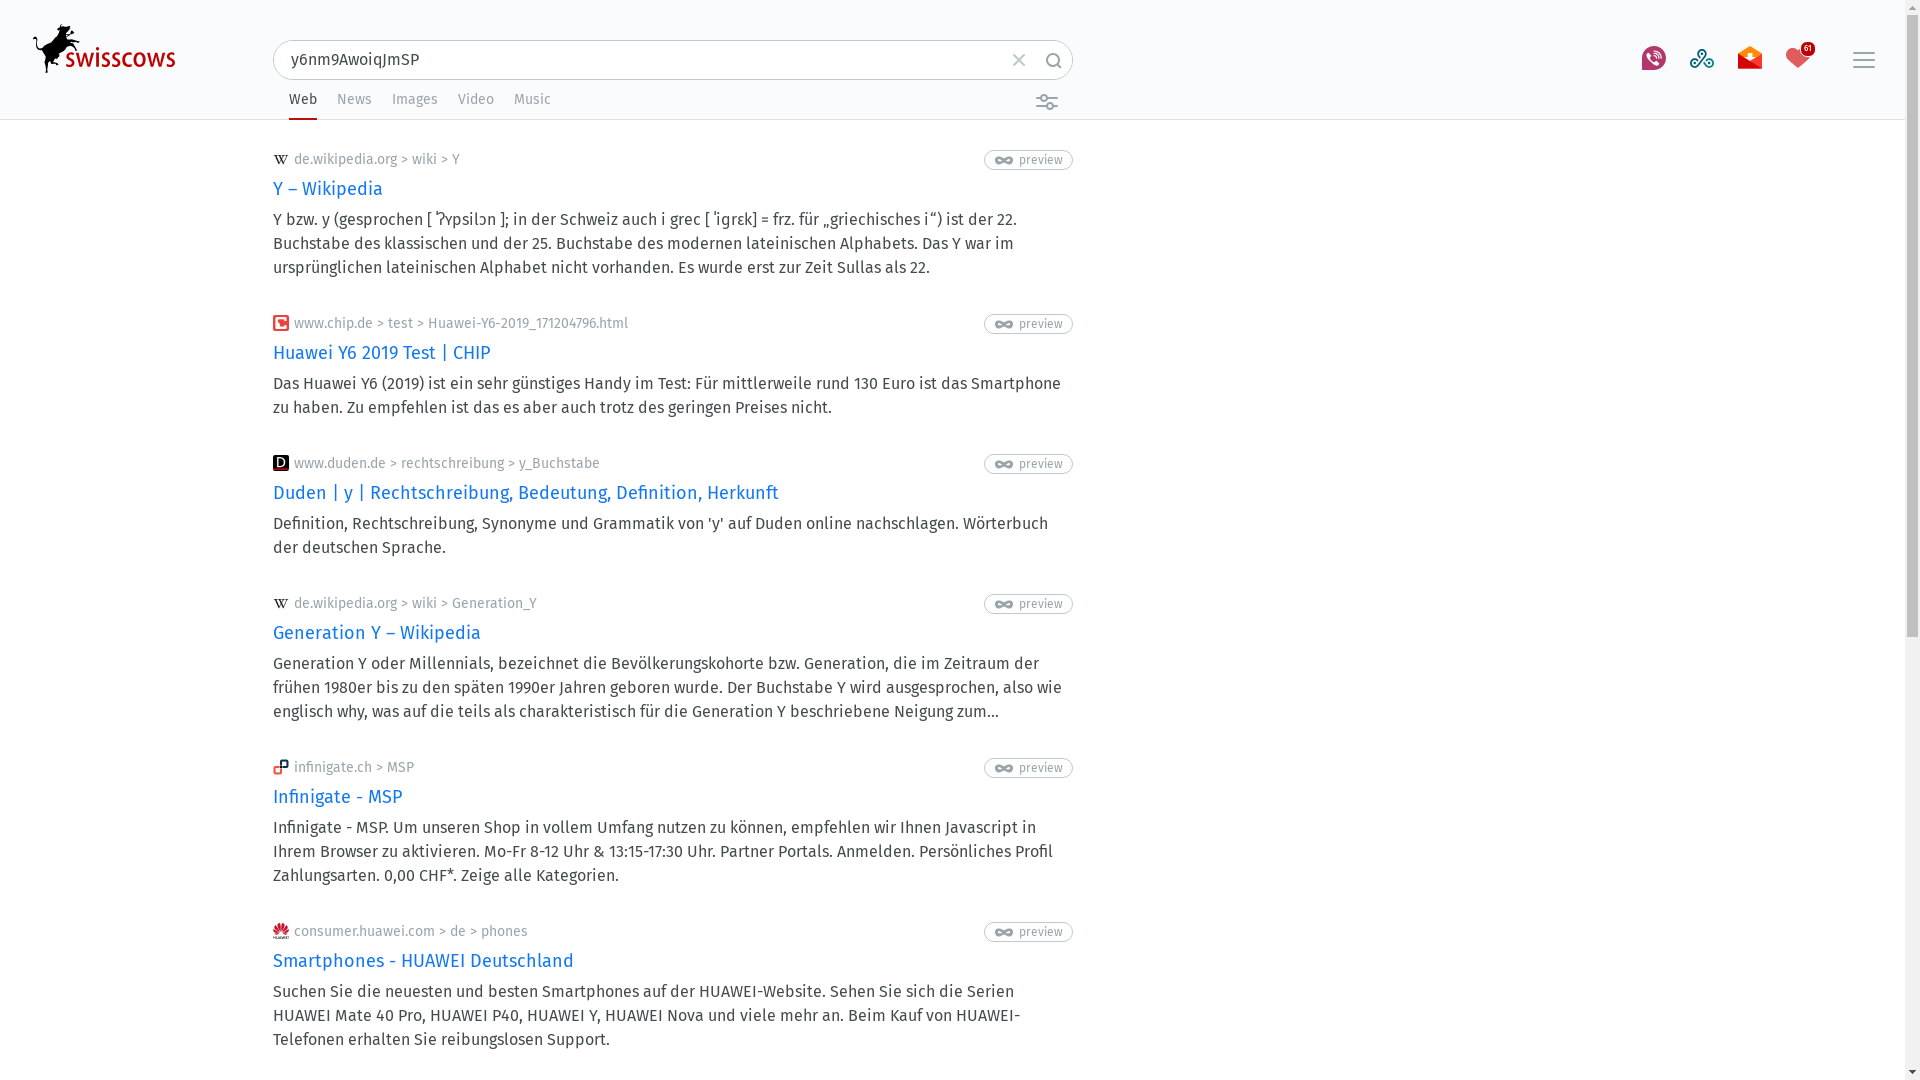 swisscows
y6nm9AwoiqJmSP
61
Web News Images Video Music
de.wikipedia.org > wiki > Y
preview
Y – Wikipedia
Y bzw. y (gesprochen [ ˈʔʏpsilɔn ]; in der Schweiz auch i grec [ ˈiɡrɛk] = frz. für „griechisches i“) ist der 22.
Buchstabe des klassischen und der 25. Buchstabe des modernen lateinischen Alphabets. Das Y war im
ursprünglichen lateinischen Alphabet nicht vorhanden. Es wurde erst zur Zeit Sullas als 22.
www.chip.de > test > Huawei-Y6-2019_171204796.html
preview
Huawei Y6 2019 Test | CHIP
Das Huawei Y6 (2019) ist ein sehr günstiges Handy im Test: Für mittlerweile rund 130 Euro ist das Smartphone
zu haben. Zu empfehlen ist das es aber auch trotz des geringen Preises nicht.
D
www.duden.de > rechtschreibung > y_Buchstabe
preview
Duden | y | Rechtschreibung, Bedeutung, Definition, Herkunft
Definition, Rechtschreibung, Synonyme und Grammatik von 'y' auf Duden online nachschlagen. Wörterbuch
der deutschen Sprache.
de.wikipedia.org > wiki > Generation_Y
preview
Generation Y – Wikipedia
Generation Y oder Millennials, bezeichnet die Bevölkerungskohorte bzw. Generation, die im Zeitraum der
frühen 1980er bis zu den späten 1990er Jahren geboren wurde. Der Buchstabe Y wird ausgesprochen, also wie
englisch why, was auf die teils als charakteristisch für die Generation Y beschriebene Neigung zum...
infinigate.ch > MSP
preview
Infinigate - MSP
Infinigate - MSP. Um unseren Shop in vollem Umfang nutzen zu können, empfehlen wir Ihnen Javascript in
Ihrem Browser zu aktivieren. Mo-Fr 8-12 Uhr & 13:15-17:30 Uhr. Partner Portals. Anmelden. Persönliches Profil
Zahlungsarten. 0,00 CHF*. Zeige alle Kategorien.
consumer.huawei.com > de > phones
preview
Smartphones - HUAWEI Deutschland
Suchen Sie die neuesten und besten Smartphones auf der HUAWEI-Website. Sehen Sie sich die Serien
HUAWEI Mate 40 Pro, HUAWEI P40, HUAWEI Y, HUAWEI Nova und viele mehr an. Beim Kauf von HUAWEI-
Telefonen erhalten Sie reibungslosen Support.